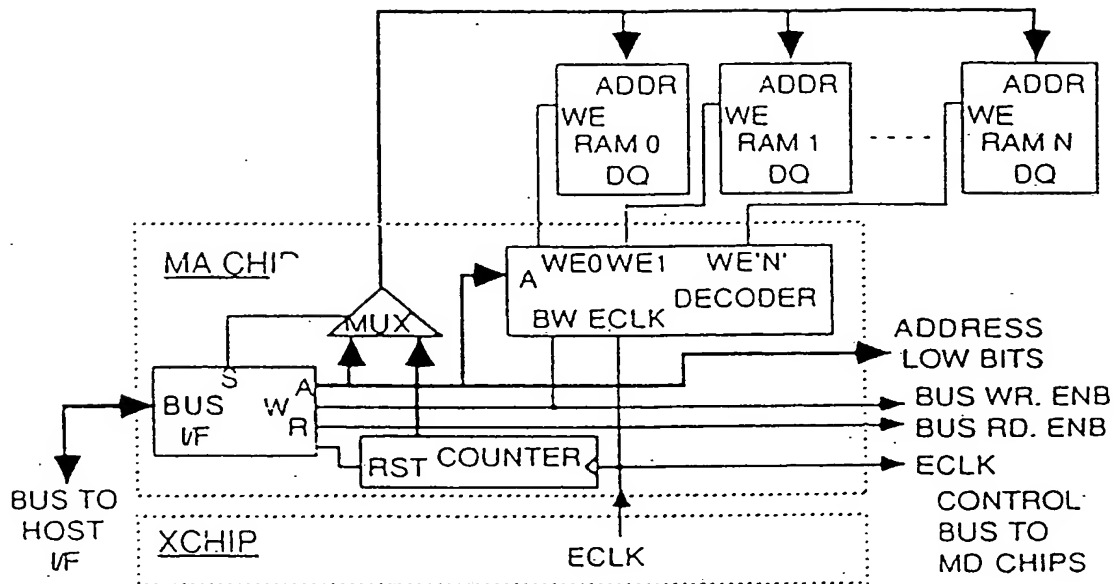 ADDR
WE
RAM 0
DQ
ADDR
WE
RAM 1
DQ
ADDR
WE
RAM N
DQ
MA CHIP
WE0 WE1 WE'N'
A
DECODER
BW ECLK
MUX
S
A
BUS W
I/F R
RST COUNTER
BUS TO
HOST
I/F
XCHIP
ECLK
ADDRESS
LOW BITS
BUS WR. ENB
BUS RD. ENB
ECLK
CONTROL
BUS TO
MD CHIPS